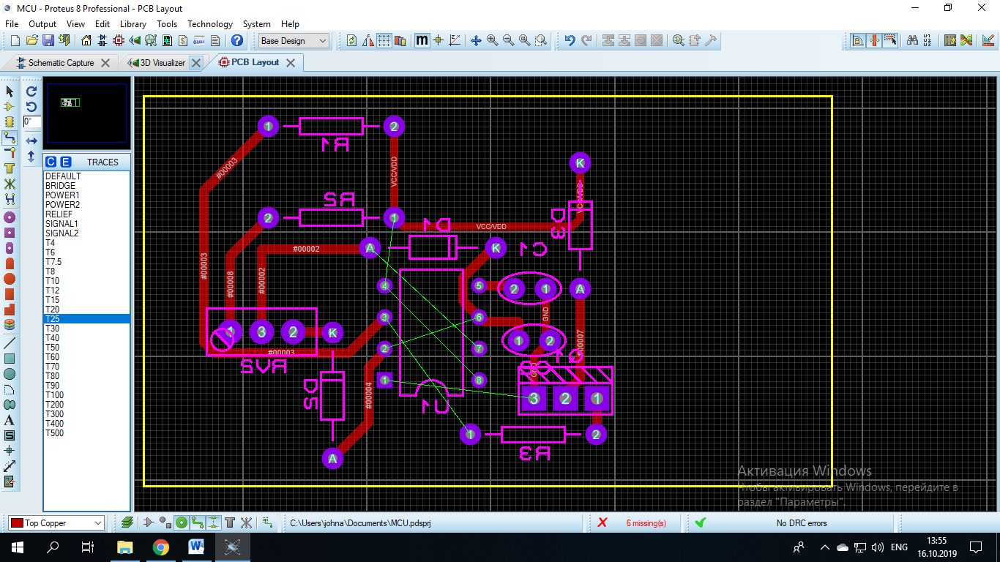 MCU - Proteus 8 Professional - PCB Layout
File Output View Edit Library Tools Technology System Help
Base Design
Schematic Capture
3D Visualizer
PCB Layout
0°
C E TRACES
DEFAULT
BRIDGE
POWER1
POWER2
RELIEF
SIGNAL1
SIGNAL2
T4
T6
T7.5
T8
T10
T12
T15
T20
T25
T30
T40
T50
T60
T70
T80
T90
T100
T200
T300
T400
T500
1 2
R1
#00003
VCC/VDD
K
VCC/VDD
R2
2 1
D1
VCC/VDD
D3
#00002
A K
C1
#00003
#00008
#00002
4 5 2 1 A
GND
3 6
1 3 2 K
1 2
#00007
2 7
#00003
RV2
GND
Q1
1 8
D2
#00004
U1
3 2 1
1 2
R3
A
Активация Windows
Чтобы активировать Windows, перейдите в
раздел "Параметры".
Top Copper
C:\Users\johna\Documents\MCU.pdsprj
6 missing(s)
No DRC errors
ENG
13:55
16.10.2019